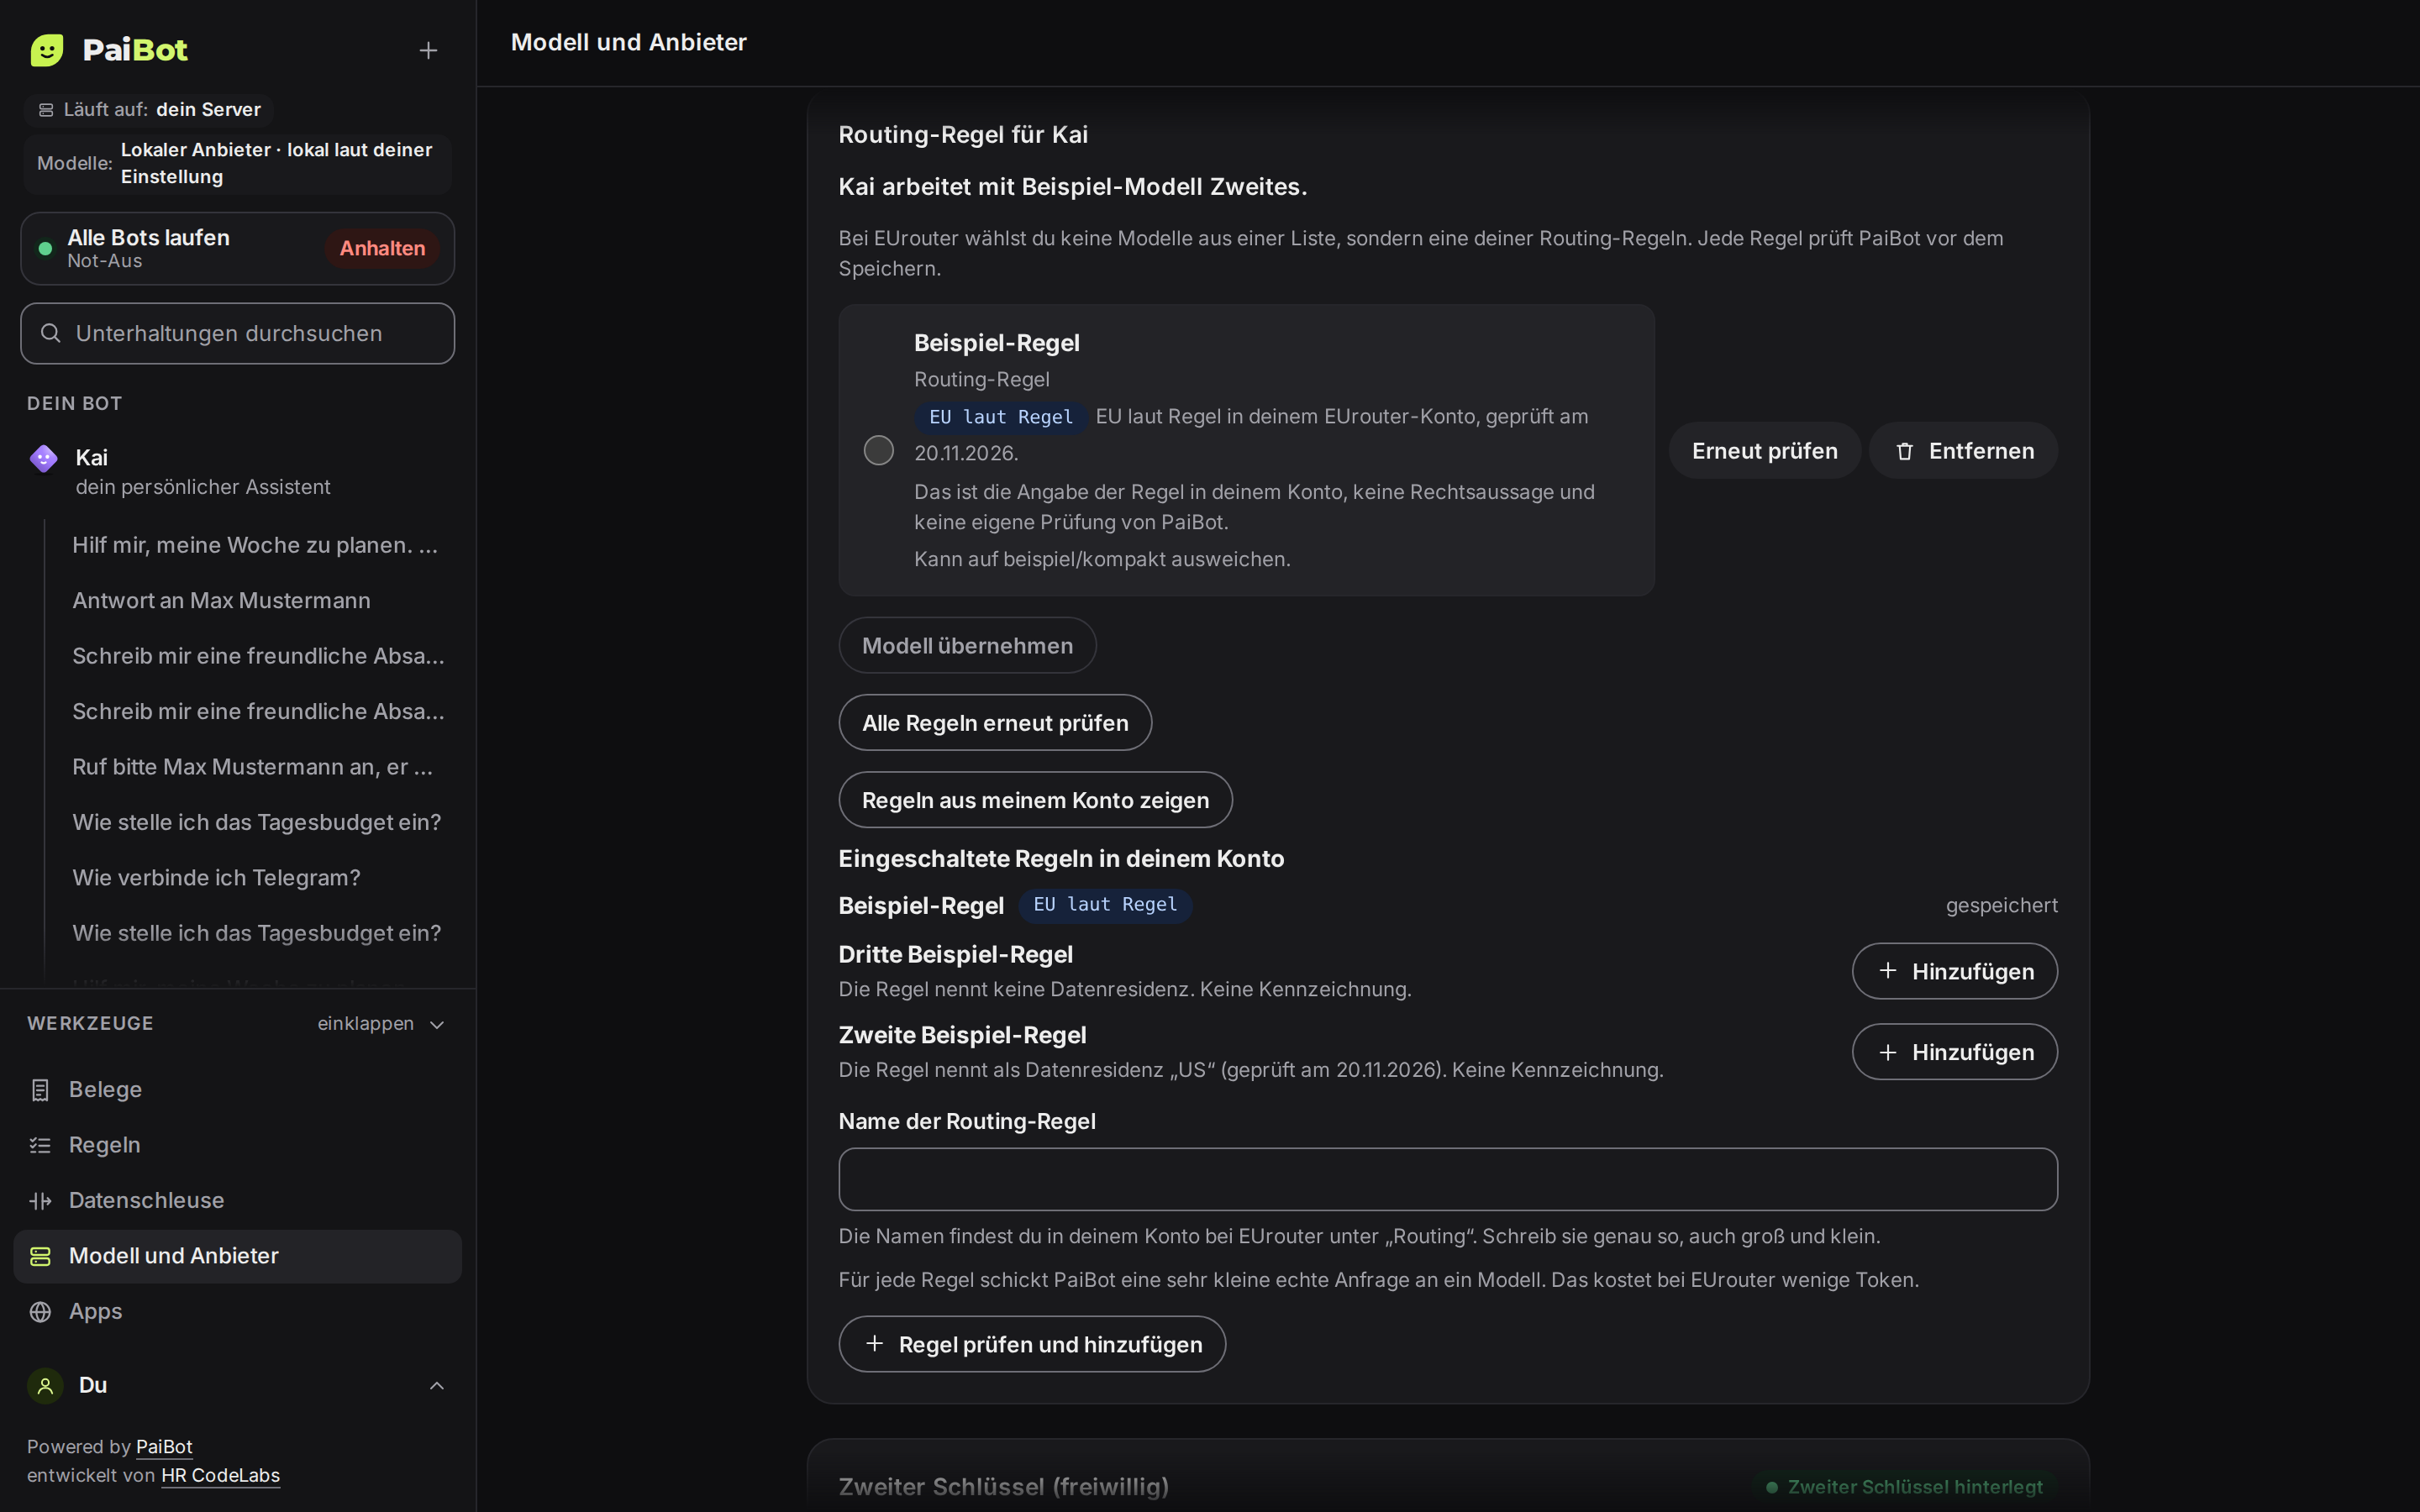 PaiBot
Läuft auf: dein Server
Modelle: Lokaler Anbieter · lokal laut deiner
Einstellung
Alle Bots laufen
Not-Aus
Anhalten
Unterhaltungen durchsuchen
DEIN BOT
Kai
dein persönlicher Assistent
Hilf mir, meine Woche zu planen. ...
Antwort an Max Mustermann
Schreib mir eine freundliche Absa...
Schreib mir eine freundliche Absa...
Ruf bitte Max Mustermann an, er ...
Wie stelle ich das Tagesbudget ein?
Wie verbinde ich Telegram?
Wie stelle ich das Tagesbudget ein?
WERKZEUGE
einklappen
Belege
Regeln
Datenschleuse
Modell und Anbieter
Apps
Du
Powered by PaiBot
entwickelt von HR CodeLabs
Modell und Anbieter
Routing-Regel für Kai
Kai arbeitet mit Beispiel-Modell Zweites.
Bei EUrouter wählst du keine Modelle aus einer Liste, sondern eine deiner Routing-Regeln. Jede Regel prüft PaiBot vor dem
Speichern.
Beispiel-Regel
Routing-Regel
EU laut Regel EU laut Regel in deinem EUrouter-Konto, geprüft am
20.11.2026.
Das ist die Angabe der Regel in deinem Konto, keine Rechtsaussage und
keine eigene Prüfung von PaiBot.
Kann auf beispiel/kompakt ausweichen.
Erneut prüfen
Entfernen
Modell übernehmen
Alle Regeln erneut prüfen
Regeln aus meinem Konto zeigen
Eingeschaltete Regeln in deinem Konto
Beispiel-Regel EU laut Regel gespeichert
Dritte Beispiel-Regel
Die Regel nennt keine Datenresidenz. Keine Kennzeichnung.
Hinzufügen
Zweite Beispiel-Regel
Die Regel nennt als Datenresidenz „US“ (geprüft am 20.11.2026). Keine Kennzeichnung.
Hinzufügen
Name der Routing-Regel
Die Namen findest du in deinem Konto bei EUrouter unter „Routing“. Schreib sie genau so, auch groß und klein.
Für jede Regel schickt PaiBot eine sehr kleine echte Anfrage an ein Modell. Das kostet bei EUrouter wenige Token.
Regel prüfen und hinzufügen
Zweiter Schlüssel (freiwillig)
Zweiter Schlüssel hinterlegt